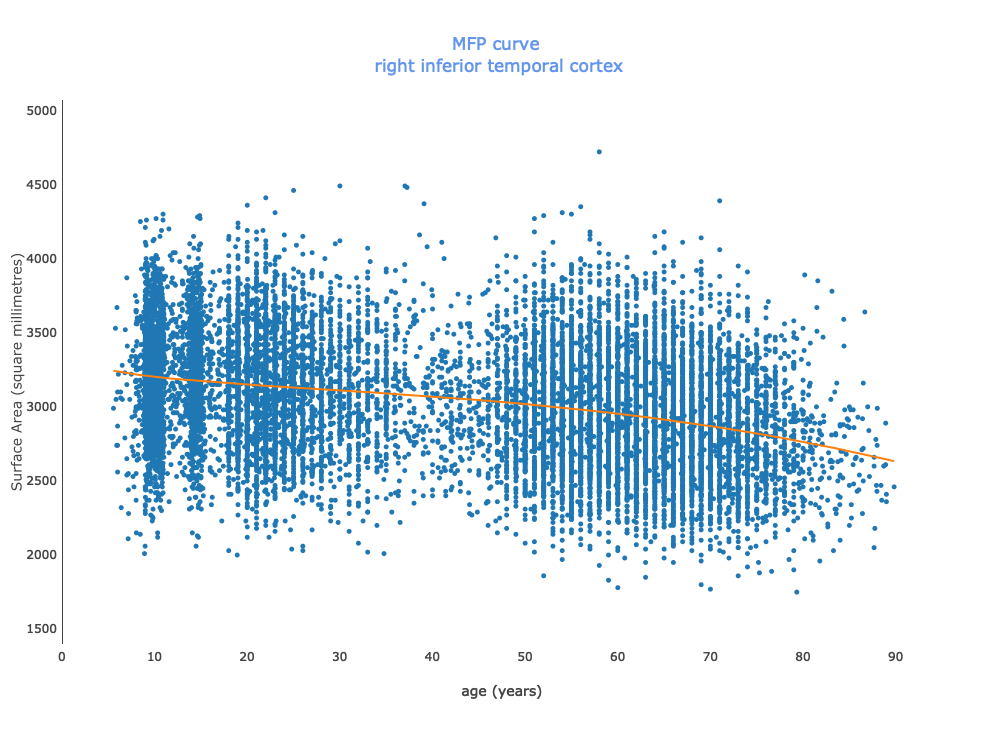 MFP curve
right inferior temporal cortex
Surface Area (square millimetres)
5000
4500
4000
3500
3000
2500
2000
1500
0 10 20 30 40 50 60 70 80 90
age (years)